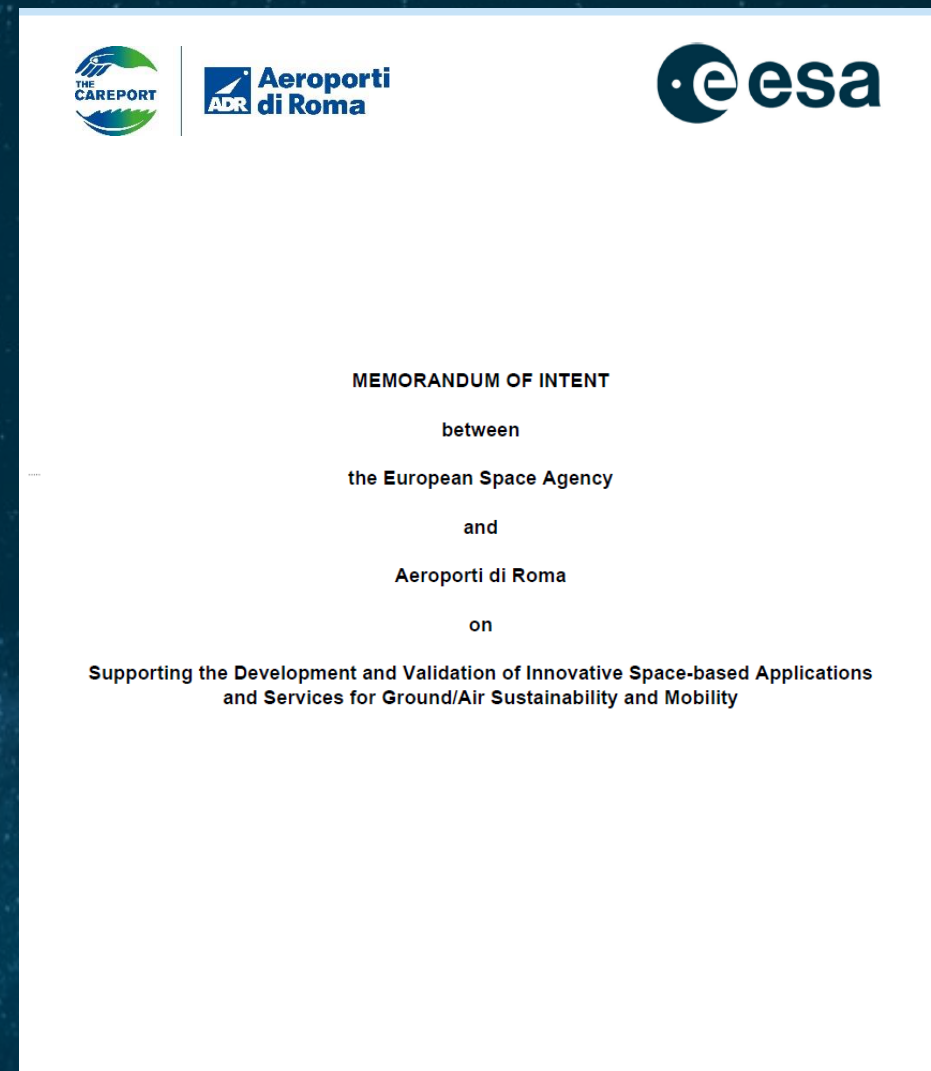 THE
CAREPORT
ADR
Aeroporti
di Roma
esa
MEMORANDUM OF INTENT
between
the European Space Agency
and
Aeroporti di Roma
on
Supporting the Development and Validation of Innovative Space-based Applications
and Services for Ground/Air Sustainability and Mobility